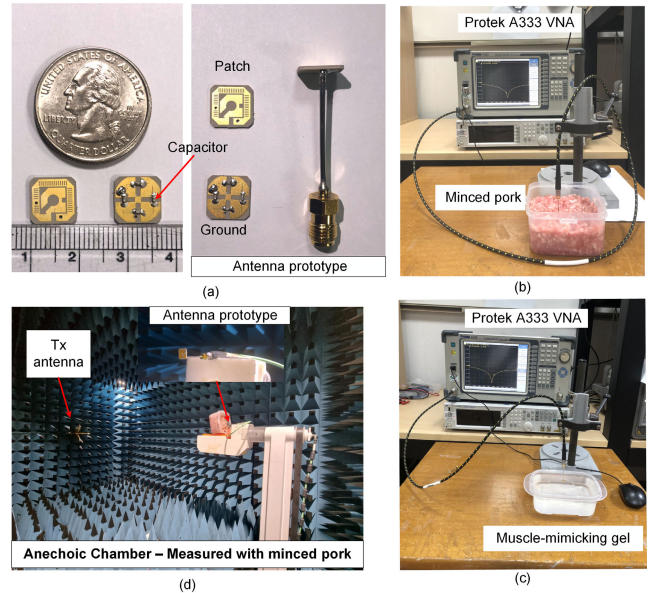 UNITED STATES OF AMERICA
LIBERTY
QUARTER DOLLAR
Patch
Capacitor
Ground
1 2 3 4
Antenna prototype
(a)
Protek A333 VNA
Minced pork
(b)
Antenna prototype
Tx
antenna
Anechoic Chamber – Measured with minced pork
(d)
Protek A333 VNA
Muscle-mimicking gel
(c)